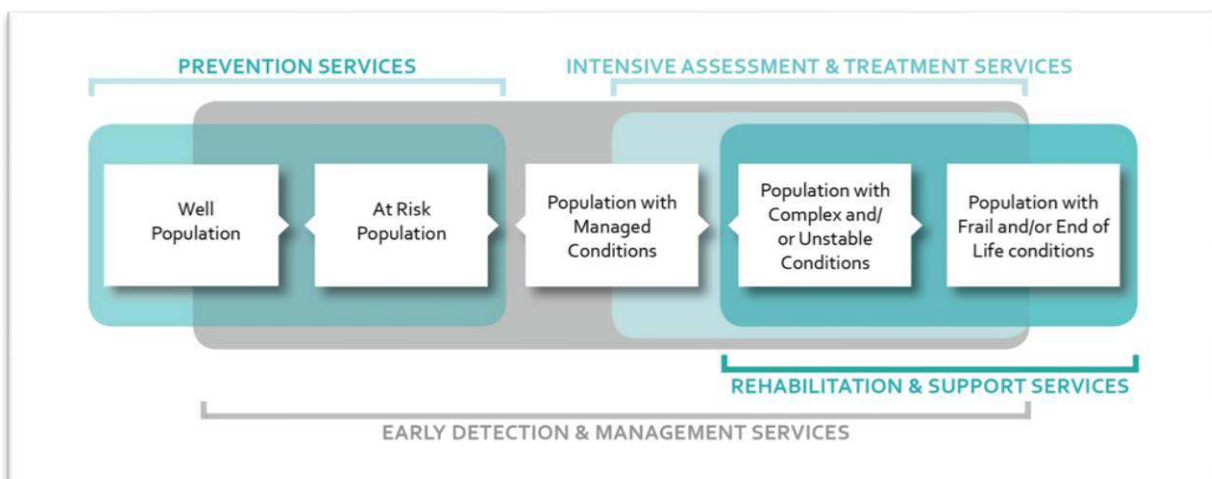 PREVENTION SERVICES
INTENSIVE ASSESSMENT & TREATMENT SERVICES
Well
Population
At Risk
Population
Population with
Managed
Conditions
Population with
Complex and/
or Unstable
Conditions
Population with
Frail and/or End of
Life conditions
REHABILITATION & SUPPORT SERVICES
EARLY DETECTION & MANAGEMENT SERVICES